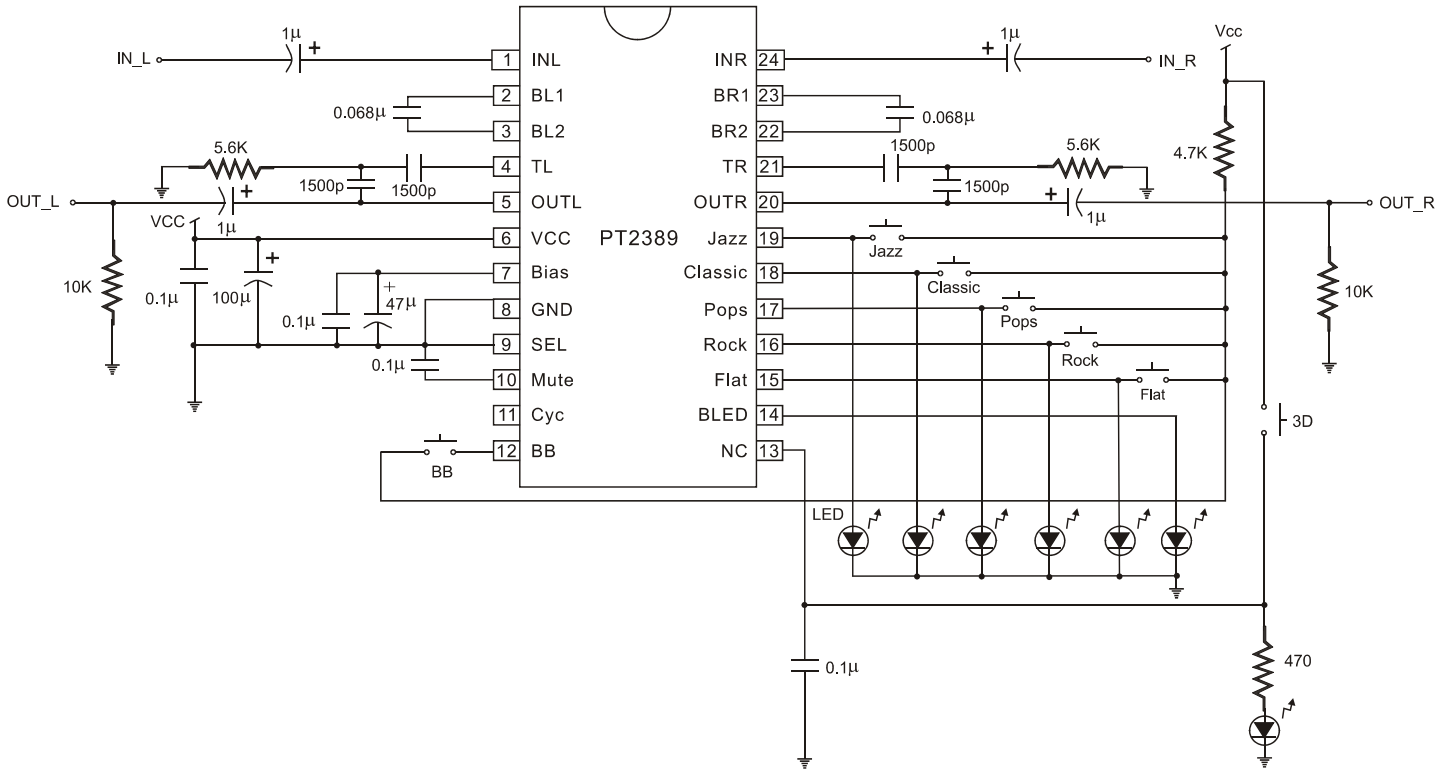 1µ + IN_L
1 INL
INR 24
+ 1µ IN_R
Vcc
2 BL1
BR1 23
0.068µ
0.068µ
3 BL2
BR2 22
5.6K
1500p
5.6K
4.7K
4 TL
TR 21
1500p 1500p
1500p
OUT_L
+
5 OUTL
OUTR 20
+
OUT_R
VCC 1µ
1µ
6 VCC
PT2389
Jazz 19
Jazz
+
7 Bias
Classic 18
Classic
10K
0.1µ 100µ
+
47µ
10K
8 GND
Pops 17
Pops
0.1µ
9 SEL
Rock 16
Rock
0.1µ
10 Mute
Flat 15
Flat
11 Cyc
BLED 14
3D
12 BB
NC 13
BB
LED
0.1µ
470